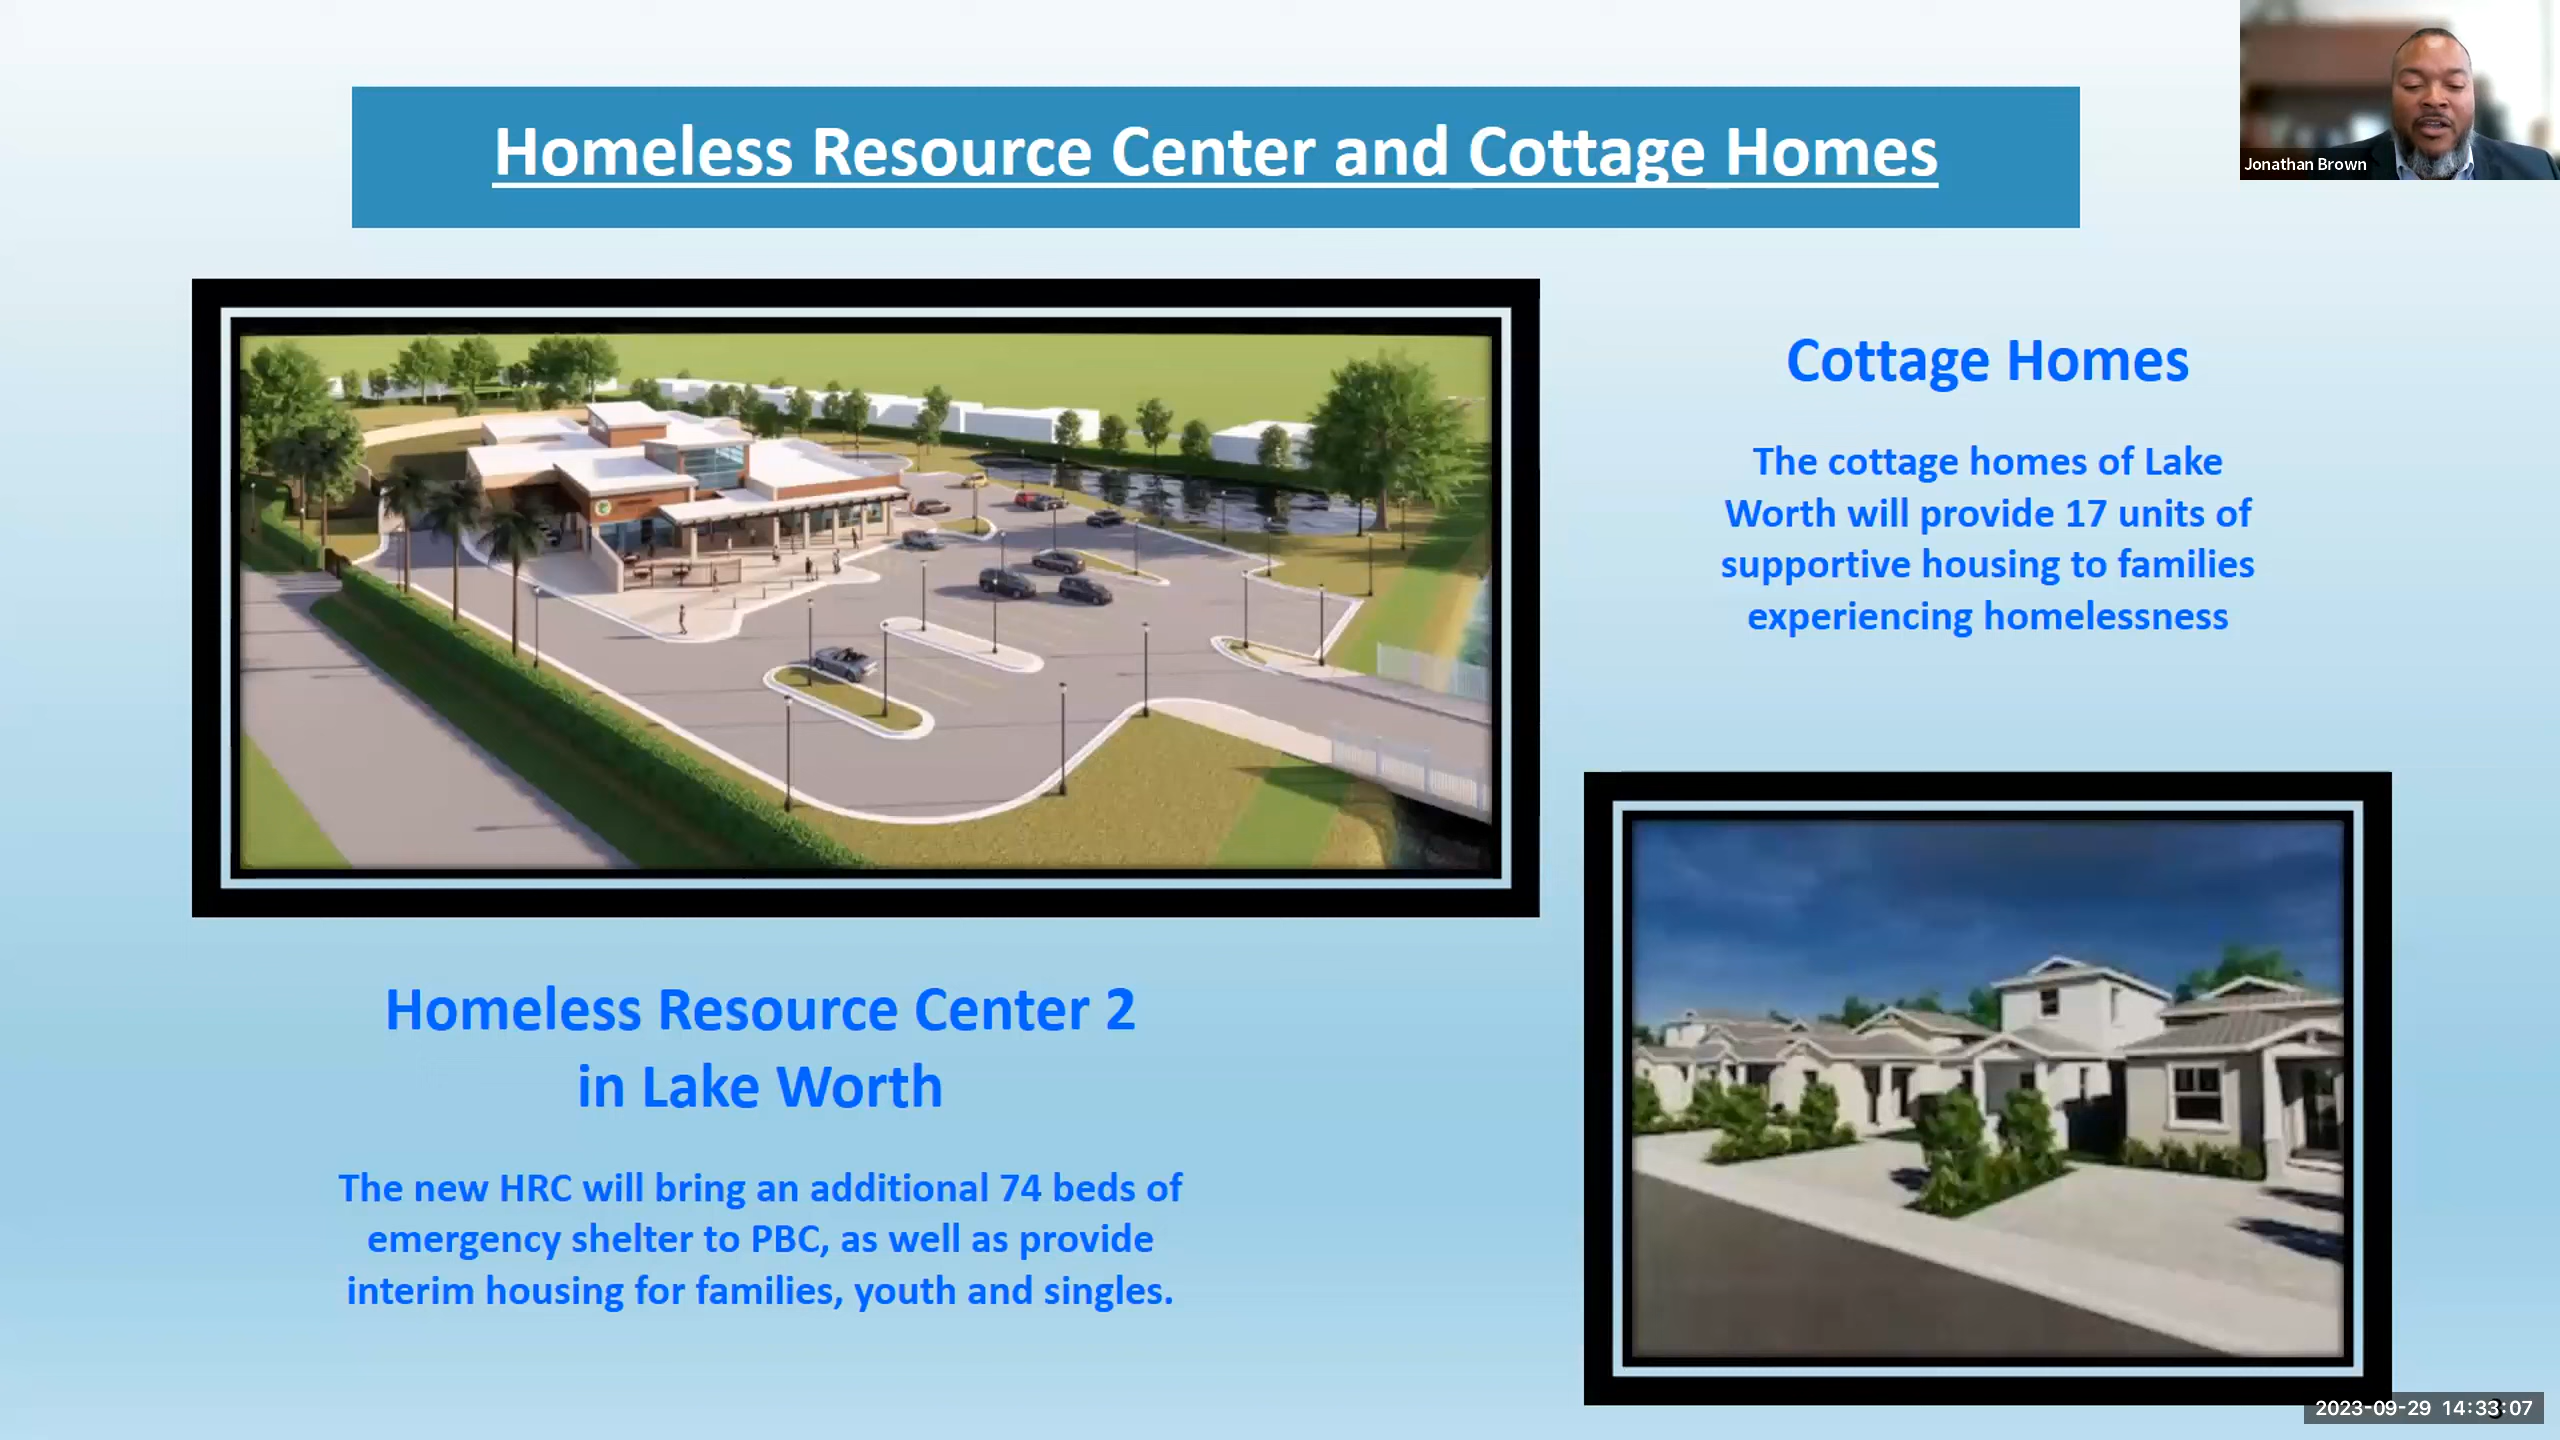 Homeless Resource Center and Cottage Homes
Jonathan Brown
Cottage Homes
The cottage homes of Lake
Worth will provide 17 units of
supportive housing to families
experiencing homelessness
Homeless Resource Center 2
in Lake Worth
The new HRC will bring an additional 74 beds of
emergency shelter to PBC, as well as provide
interim housing for families, youth and singles.
2023-09-29 14:33:07